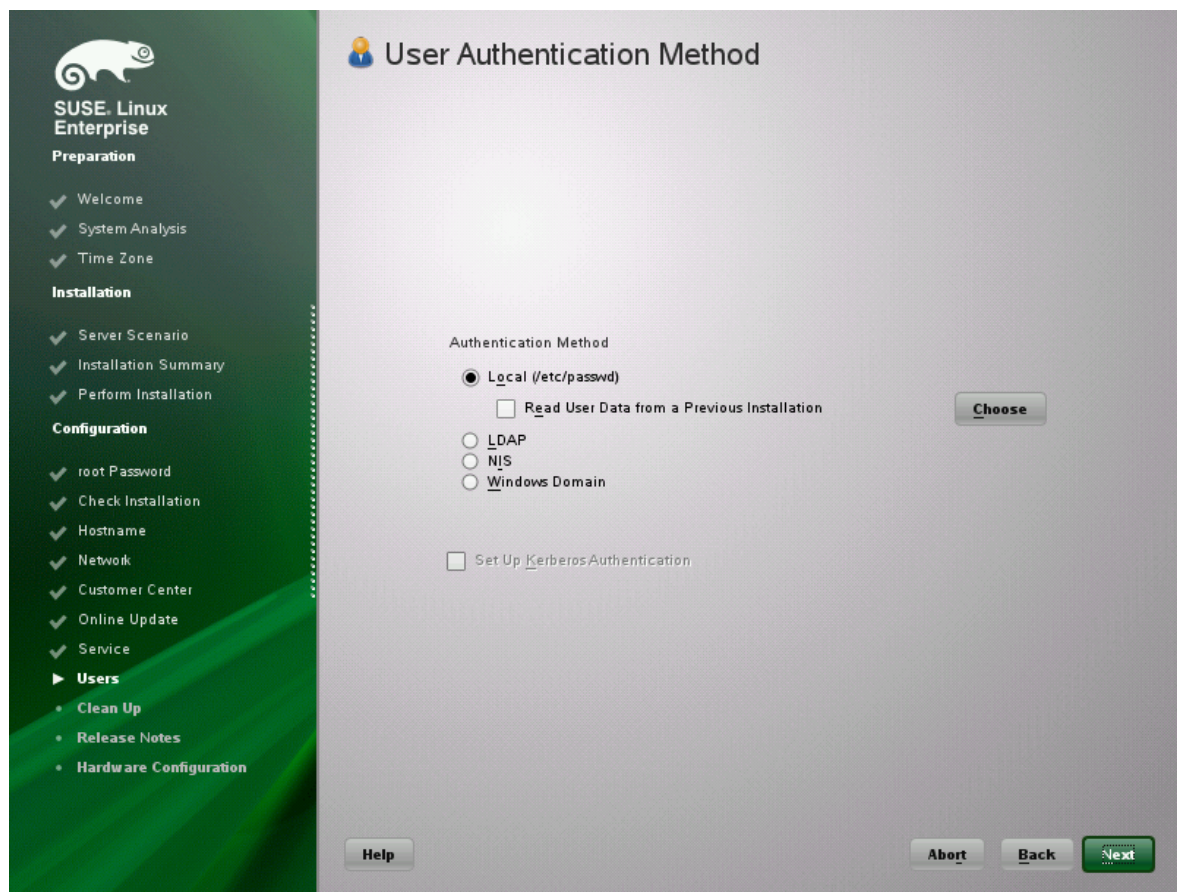 SUSE. Linux
Enterprise
Preparation
Welcome
System Analysis
Time Zone
Installation
Server Scenario
Installation Summary
Perform Installation
Configuration
root Password
Check Installation
Hostname
Network
Customer Center
Online Update
Service
Users
Clean Up
Release Notes
Hardware Configuration
User Authentication Method
Authentication Method
Local (/etc/passwd)
Read User Data from a Previous Installation
Choose
LDAP
NIS
Windows Domain
Set Up Kerberos Authentication
Help
Abort
Back
Next